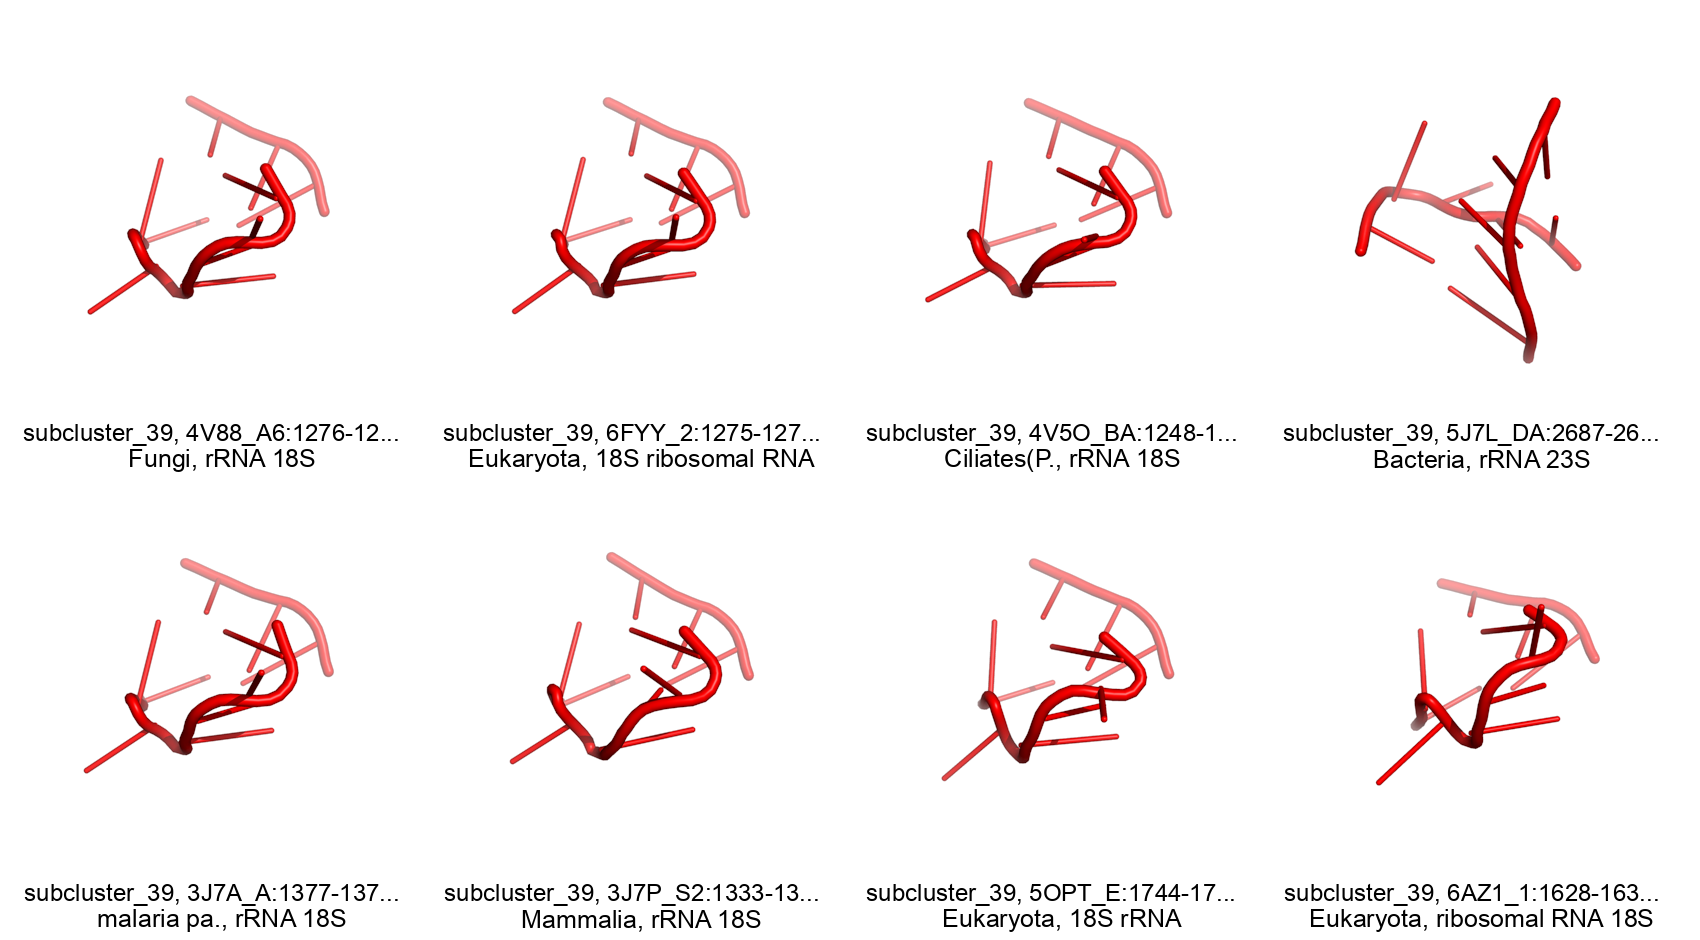 subcluster_39, 4V88_A6:1276-12...
Fungi, rRNA 18S
subcluster_39, 6FYY_2:1275-127...
Eukaryota, 18S ribosomal RNA
subcluster_39, 4V5O_BA:1248-1...
Ciliates(P., rRNA 18S
subcluster_39, 5J7L_DA:2687-26...
Bacteria, rRNA 23S
subcluster_39, 3J7A_A:1377-137...
malaria pa., rRNA 18S
subcluster_39, 3J7P_S2:1333-13...
Mammalia, rRNA 18S
subcluster_39, 5OPT_E:1744-17...
Eukaryota, 18S rRNA
subcluster_39, 6AZ1_1:1628-163...
Eukaryota, ribosomal RNA 18S